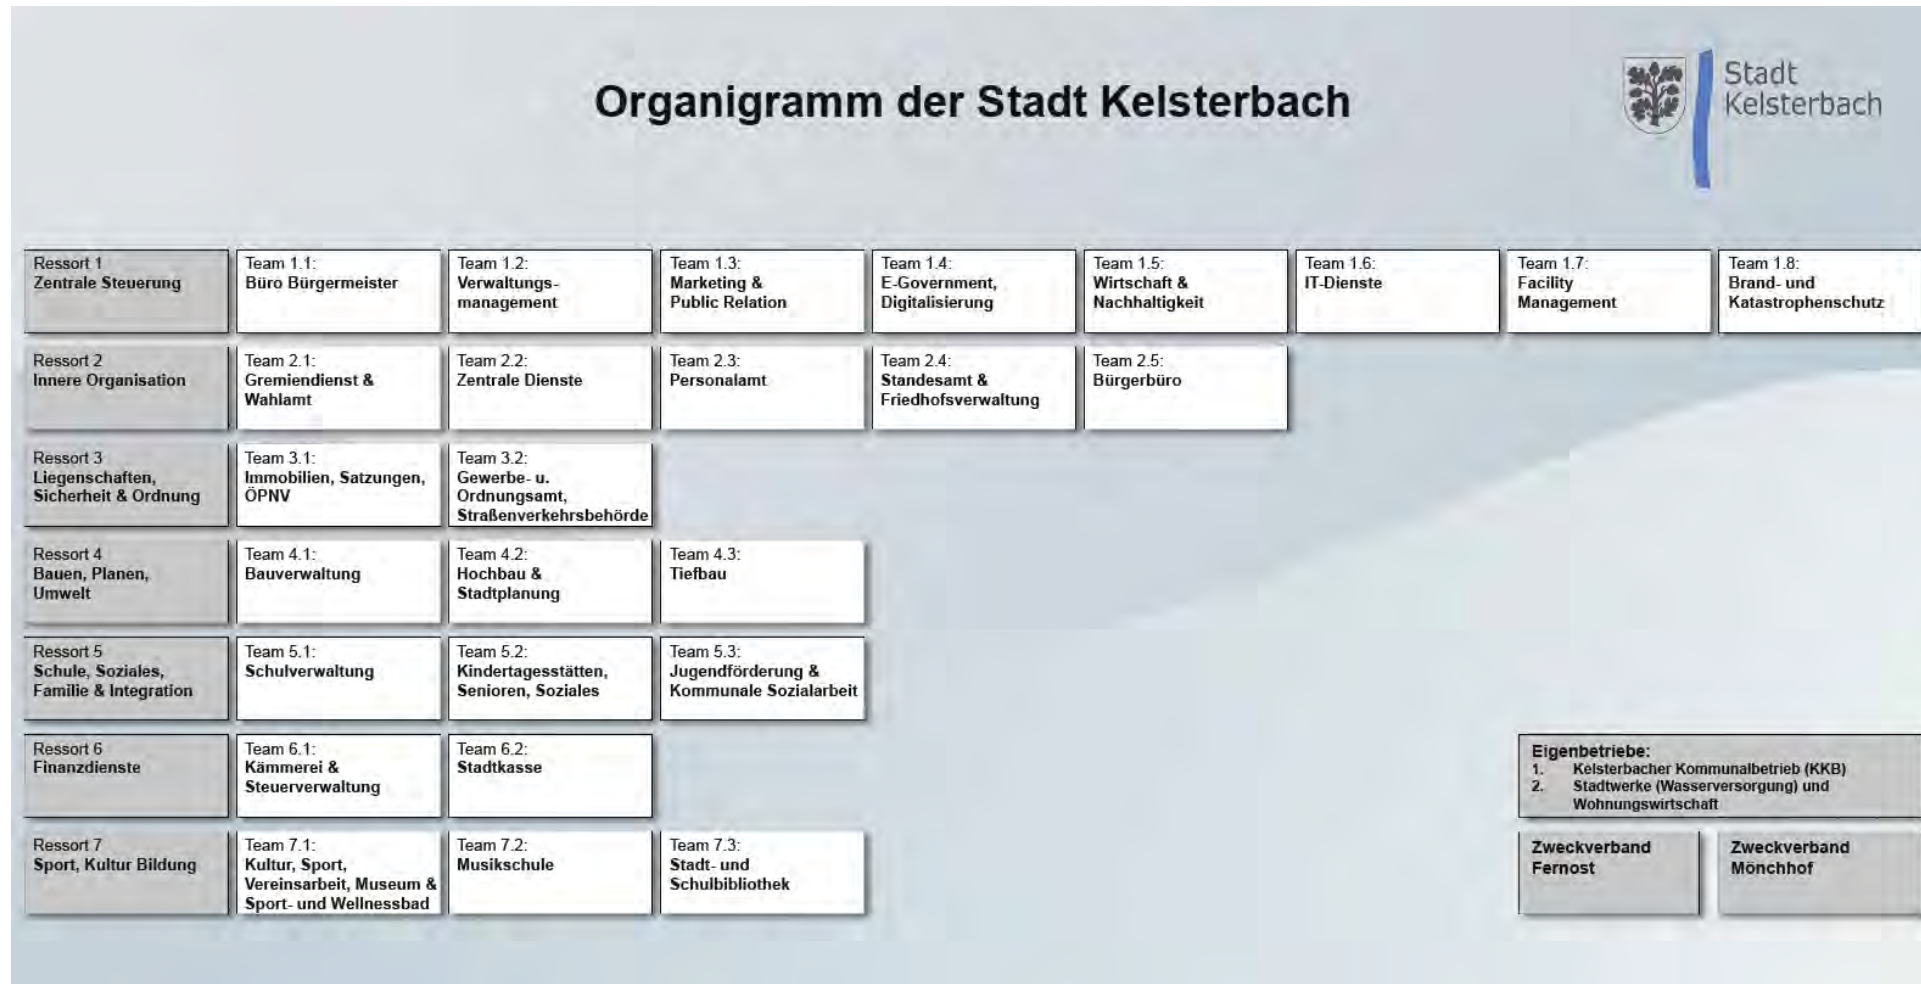 Organigramm der Stadt Kelsterbach
Stadt
Kelsterbach
Ressort 1
Zentrale Steuerung
Team 1.1:
Büro Bürgermeister
Team 1.2:
Verwaltungs-
management
Team 1.3:
Marketing &
Public Relation
Team 1.4:
E-Government,
Digitalisierung
Team 1.5:
Wirtschaft &
Nachhaltigkeit
Team 1.6:
IT-Dienste
Team 1.7:
Facility
Management
Team 1.8:
Brand- und
Katastrophenschutz
Ressort 2
Innere Organisation
Team 2.1:
Gremiendienst &
Wahlamt
Team 2.2:
Zentrale Dienste
Team 2.3:
Personalamt
Team 2.4:
Standesamt &
Friedhofsverwaltung
Team 2.5:
Bürgerbüro
Ressort 3
Liegenschaften,
Sicherheit & Ordnung
Team 3.1:
Immobilien, Satzungen,
ÖPNV
Team 3.2:
Gewerbe- u.
Ordnungsamt,
Straßenverkehrsbehörde
Ressort 4
Bauen, Planen,
Umwelt
Team 4.1:
Bauverwaltung
Team 4.2:
Hochbau &
Stadtplanung
Team 4.3:
Tiefbau
Ressort 5
Schule, Soziales,
Familie & Integration
Team 5.1:
Schulverwaltung
Team 5.2:
Kindertagesstätten,
Senioren, Soziales
Team 5.3:
Jugendförderung &
Kommunale Sozialarbeit
Ressort 6
Finanzdienste
Team 6.1:
Kämmerei &
Steuerverwaltung
Team 6.2:
Stadtkasse
Ressort 7
Sport, Kultur Bildung
Team 7.1:
Kultur, Sport,
Vereinsarbeit, Museum &
Sport- und Wellnessbad
Team 7.2:
Musikschule
Team 7.3:
Stadt- und
Schulbibliothek
Eigenbetriebe:
1. Kelsterbacher Kommunalbetrieb (KKB)
2. Stadtwerke (Wasserversorgung) und
Wohnungswirtschaft
Zweckverband
Fernost
Zweckverband
Mönchhof